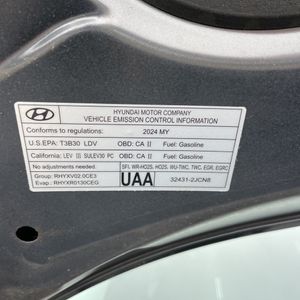 HYUNDAI MOTOR COMPANY
VEHICLE EMISSION CONTROL INFORMATION
Conforms to regulations: 2024 MY
U.S.EPA: T3B30 LDV OBD: CA II Fuel: Gasoline
California: LEV III SULEV30 PC OBD: CA II Fuel: Gasoline
No adjustments needed. SFI, WR-HO2S, HO2S, WU-TWC, TWC, EGR, EGRC
Group: RHYXV02.0CE3
Evap: RHYXR0130CEG
UAA 32431-2JCN8